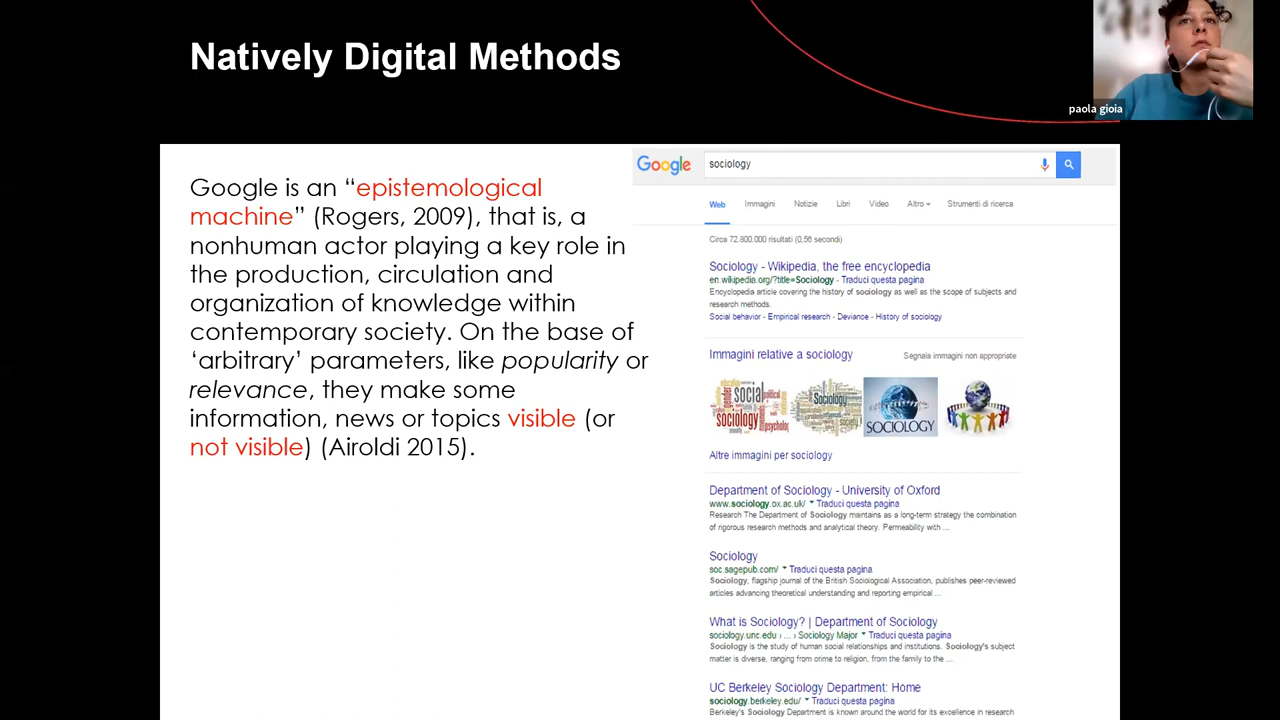 Natively Digital Methods
paola gioia
Google is an “epistemological
machine” (Rogers, 2009), that is, a
nonhuman actor playing a key role in
the production, circulation and
organization of knowledge within
contemporary society. On the base of
‘arbitrary’ parameters, like popularity or
relevance, they make some
information, news or topics visible (or
not visible) (Airoldi 2015).
Google
sociology
Web Immagini Notizie Libri Video Altro Strumenti di ricerca
Circa 72.800.000 risultati (0,56 secondi)
Sociology - Wikipedia, the free encyclopedia
en.wikipedia.org/?title=Sociology - Traduci questa pagina
Encyclopedia article covering the history of sociology as well as the scope of subjects and
research methods.
Social behavior - Empirical research - Deviance - History of sociology
Immagini relative a sociology
Segnala immagini non appropriate
social
sociology
Sociology
society
SOCIOLOGY
Altre immagini per sociology
Department of Sociology - University of Oxford
www.sociology.ox.ac.uk/ Traduci questa pagina
Research The Department of Sociology maintains as a long-term strategy the combination
of rigorous research methods and analytical theory. Permeability with ...
Sociology
soc.sagepub.com/ Traduci questa pagina
Sociology, flagship journal of the British Sociological Association, publishes peer-reviewed
articles advancing theoretical understanding and reporting empirical ...
What is Sociology? | Department of Sociology
sociology.unc.edu › ... › Sociology Major Traduci questa pagina
Sociology is the study of human social relationships and institutions. Sociology's subject
matter is diverse, ranging from crime to religion, from the family to the ...
UC Berkeley Sociology Department: Home
sociology.berkeley.edu/ Traduci questa pagina
Berkeley's Sociology Department is known around the world for its excellence in research